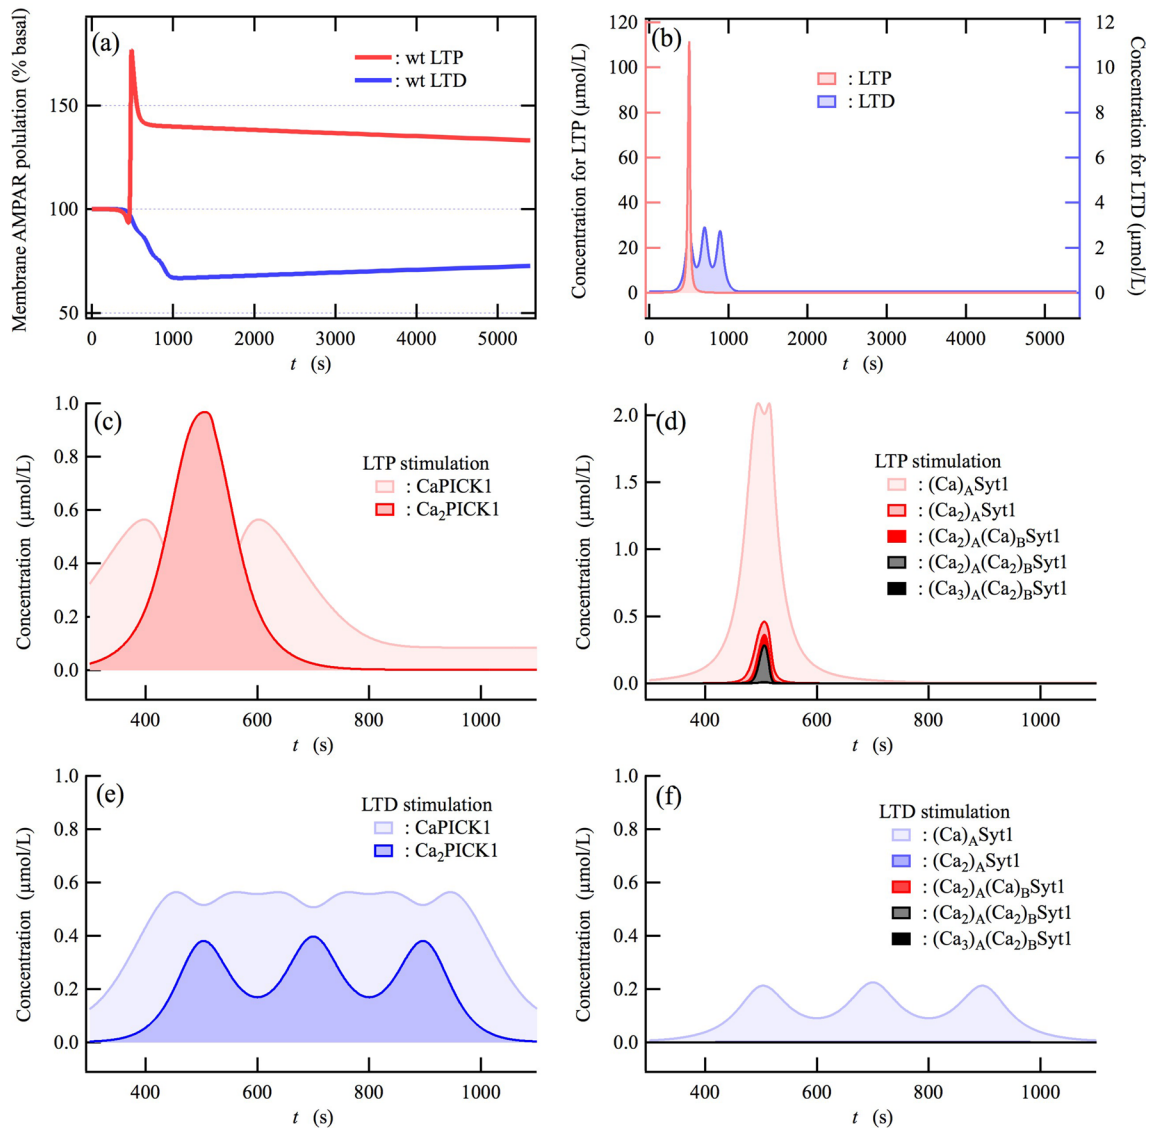 (a)
Membrane AMPAR polulation (% basal)
: wt LTP
: wt LTD
150
100
50
0 1000 2000 3000 4000 5000
t (s)
(b)
Concentration for LTP (μmol/L)
Concentration for LTD (μmol/L)
: LTP
: LTD
120 12
100 10
80 8
60 6
40 4
20 2
0 0
0 1000 2000 3000 4000 5000
t (s)
(c)
Concentration (μmol/L)
LTP stimulation
: CaPICK1
: Ca2PICK1
1.0
0.8
0.6
0.4
0.2
0.0
400 600 800 1000
t (s)
(d)
Concentration (μmol/L)
LTP stimulation
: (Ca)ASyt1
: (Ca2)ASyt1
: (Ca2)A(Ca)BSyt1
: (Ca2)A(Ca2)BSyt1
: (Ca3)A(Ca2)BSyt1
2.0
1.5
1.0
0.5
0.0
400 600 800 1000
t (s)
(e)
Concentration (μmol/L)
LTD stimulation
: CaPICK1
: Ca2PICK1
1.0
0.8
0.6
0.4
0.2
0.0
400 600 800 1000
t (s)
(f)
Concentration (μmol/L)
LTD stimulation
: (Ca)ASyt1
: (Ca2)ASyt1
: (Ca2)A(Ca)BSyt1
: (Ca2)A(Ca2)BSyt1
: (Ca3)A(Ca2)BSyt1
1.0
0.8
0.6
0.4
0.2
0.0
400 600 800 1000
t (s)